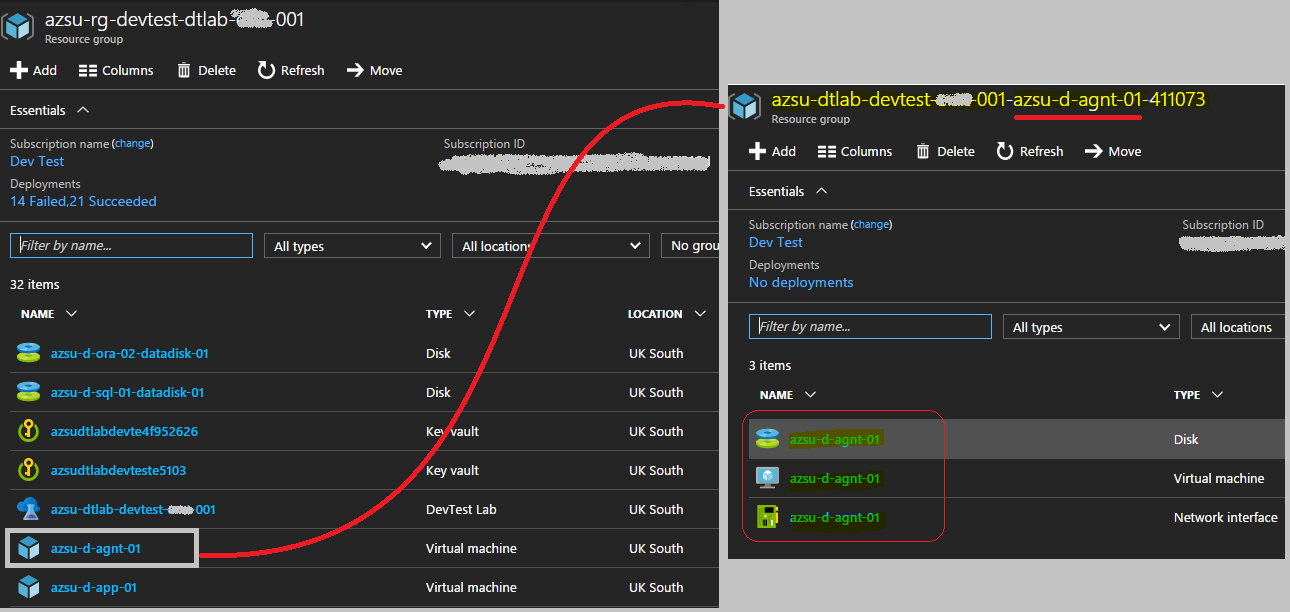 azsu-rg-devtest-dtlab- -001
Resource group
Add Columns Delete Refresh Move
Essentials
Subscription name (change)
Subscription ID
Dev Test
Deployments
14 Failed,21 Succeeded
Filter by name... All types All locations No grou
32 items
NAME TYPE LOCATION
azsu-d-ora-02-datadisk-01 Disk UK South
azsu-d-sql-01-datadisk-01 Disk UK South
azsudtlabdevte4f952626 Key vault UK South
azsudtlabdevteste5103 Key vault UK South
azsu-dtlab-devtest- -001 DevTest Lab UK South
azsu-d-agnt-01 Virtual machine UK South
azsu-d-app-01 Virtual machine UK South
azsu-dtlab-devtest- -001-azsu-d-agnt-01-411073
Resource group
Add Columns Delete Refresh Move
Essentials
Subscription name (change)
Subscription ID
Dev Test
Deployments
No deployments
Filter by name... All types All locations
3 items
NAME TYPE
azsu-d-agnt-01 Disk
azsu-d-agnt-01 Virtual machine
azsu-d-agnt-01 Network interface